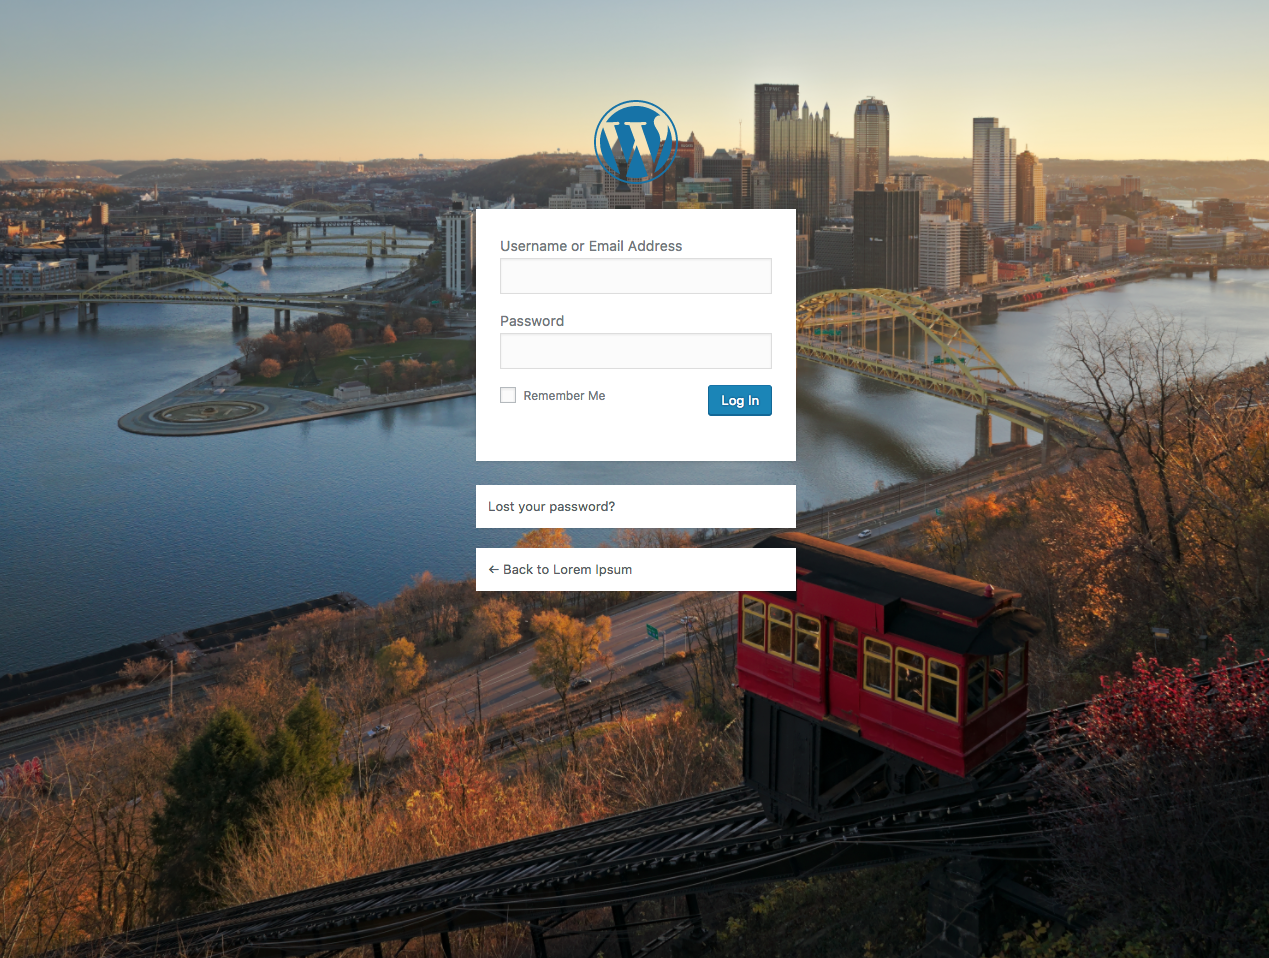 Username or Email Address
Password
Remember Me
Log In
Lost your password?
← Back to Lorem Ipsum